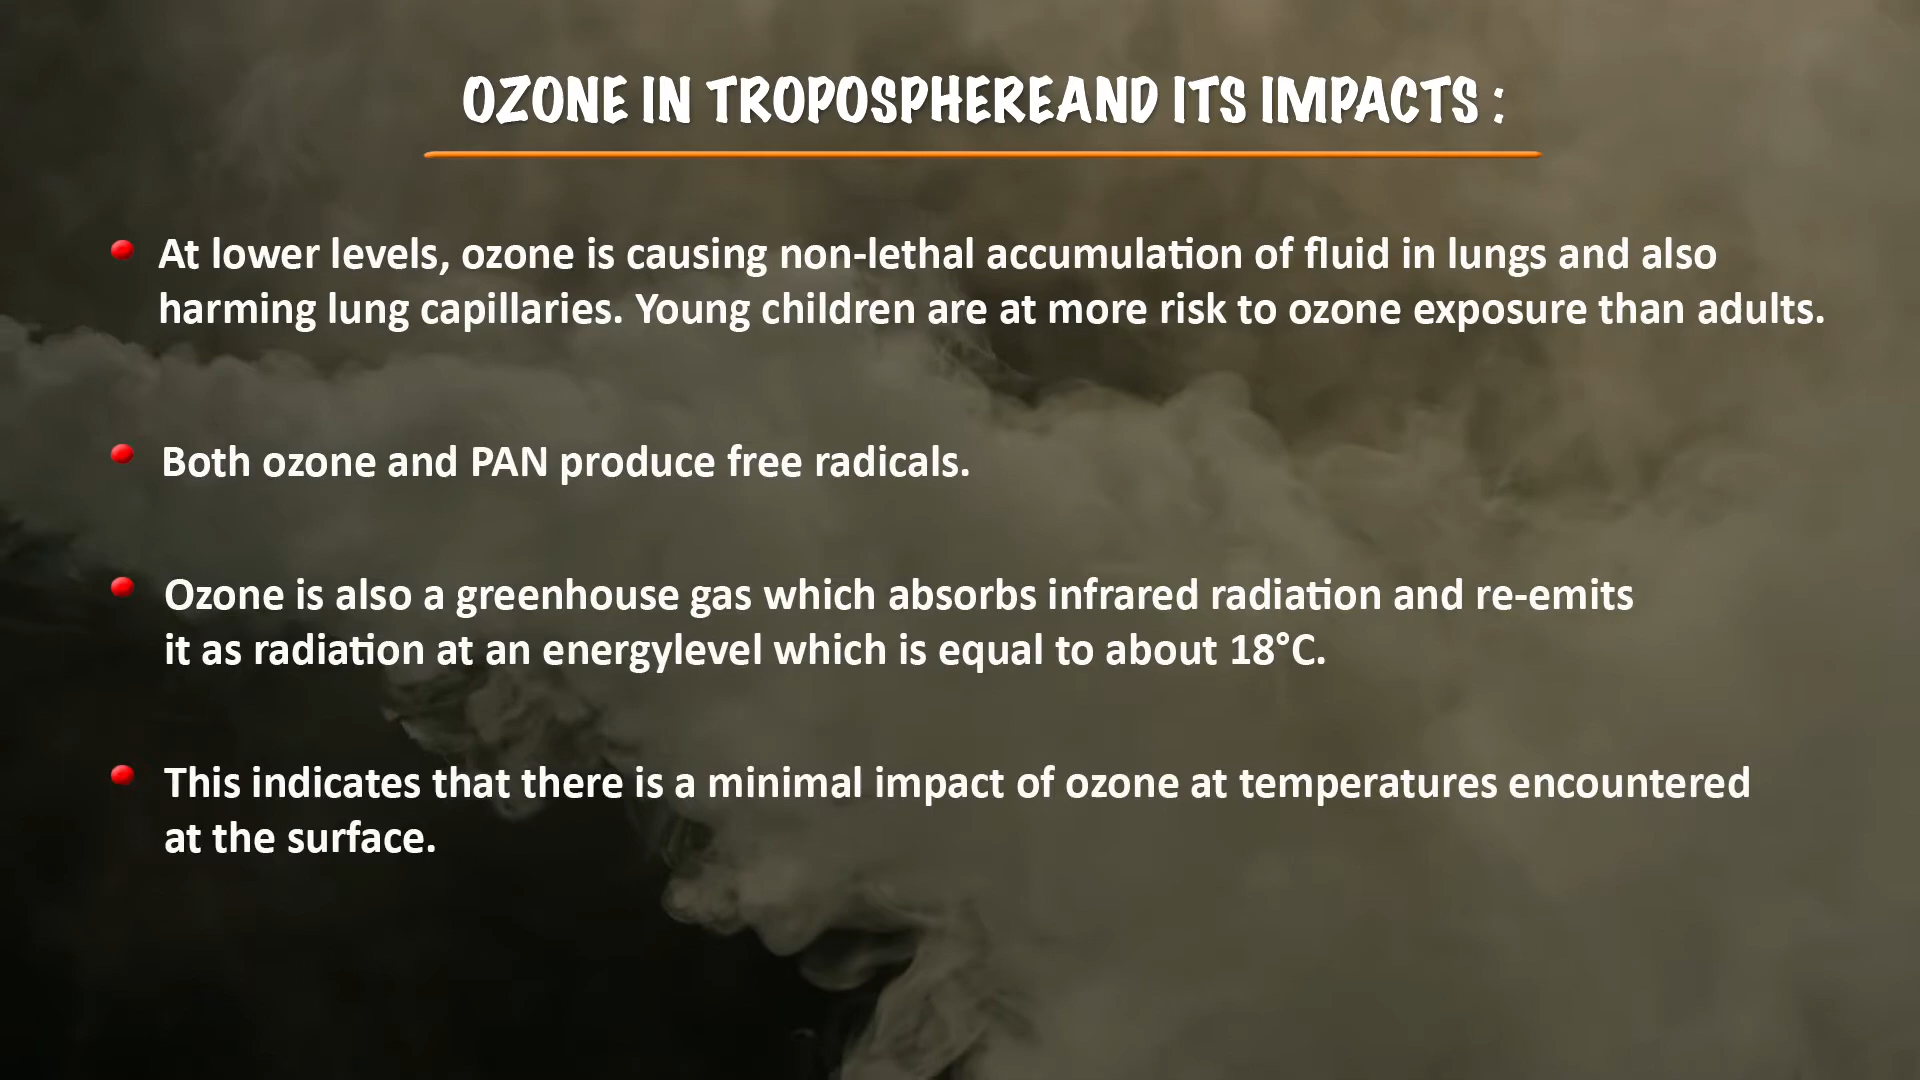 OZONE IN TROPOSPHEREAND ITS IMPACTS :
At lower levels, ozone is causing non-lethal accumulation of fluid in lungs and also
harming lung capillaries. Young children are at more risk to ozone exposure than adults.
Both ozone and PAN produce free radicals.
Ozone is also a greenhouse gas which absorbs infrared radiation and re-emits
it as radiation at an energylevel which is equal to about 18°C.
This indicates that there is a minimal impact of ozone at temperatures encountered
at the surface.